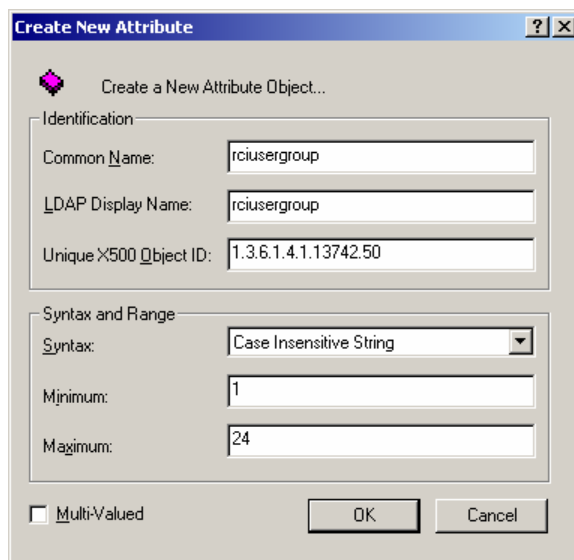 Create New Attribute
Create a New Attribute Object...
Identification
Common Name: rciusergroup
LDAP Display Name: rciusergroup
Unique X500 Object ID: 1.3.6.1.4.1.13742.50
Syntax and Range
Syntax: Case Insensitive String
Minimum: 1
Maximum: 24
Multi-Valued OK Cancel